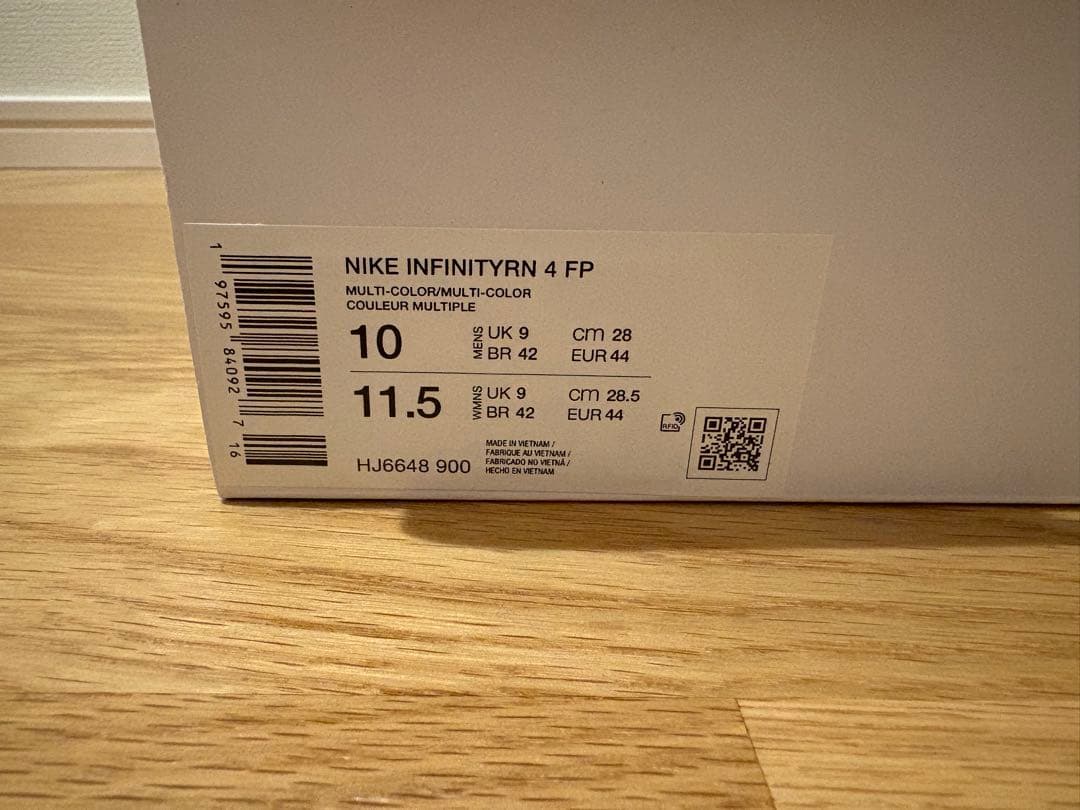 NIKE INFINITYRN 4 FP
MULTI-COLOR/MULTI-COLOR
COULEUR MULTIPLE
10 MENS UK 9 cm 28
BR 42 EUR 44
11.5 WMNS UK 9 cm 28.5
BR 42 EUR 44
HJ6648 900
MADE IN VIETNAM /
FABRIQUE AU VIETNAM /
FABRICADO NO VIETNÃ /
HECHO EN VIETNAM
RFID
1 97595 84092 7 16